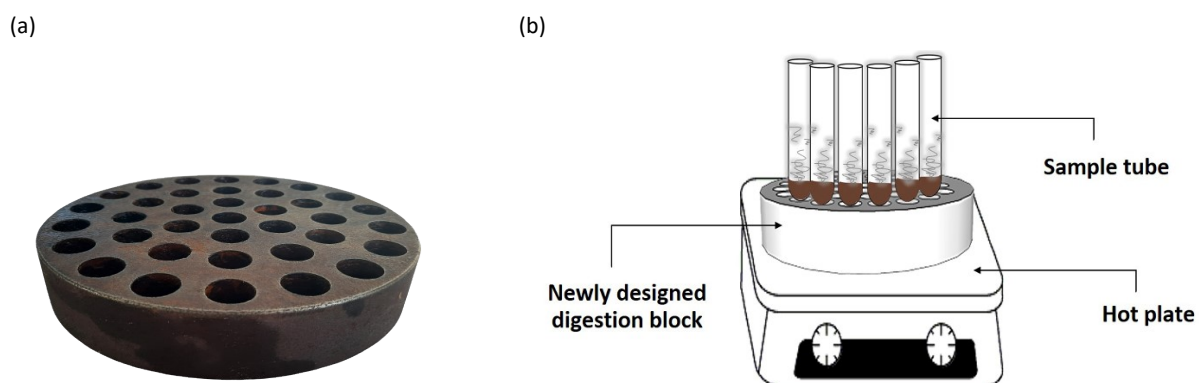 (a)
(b)
Sample tube
Newly designed
digestion block
Hot plate